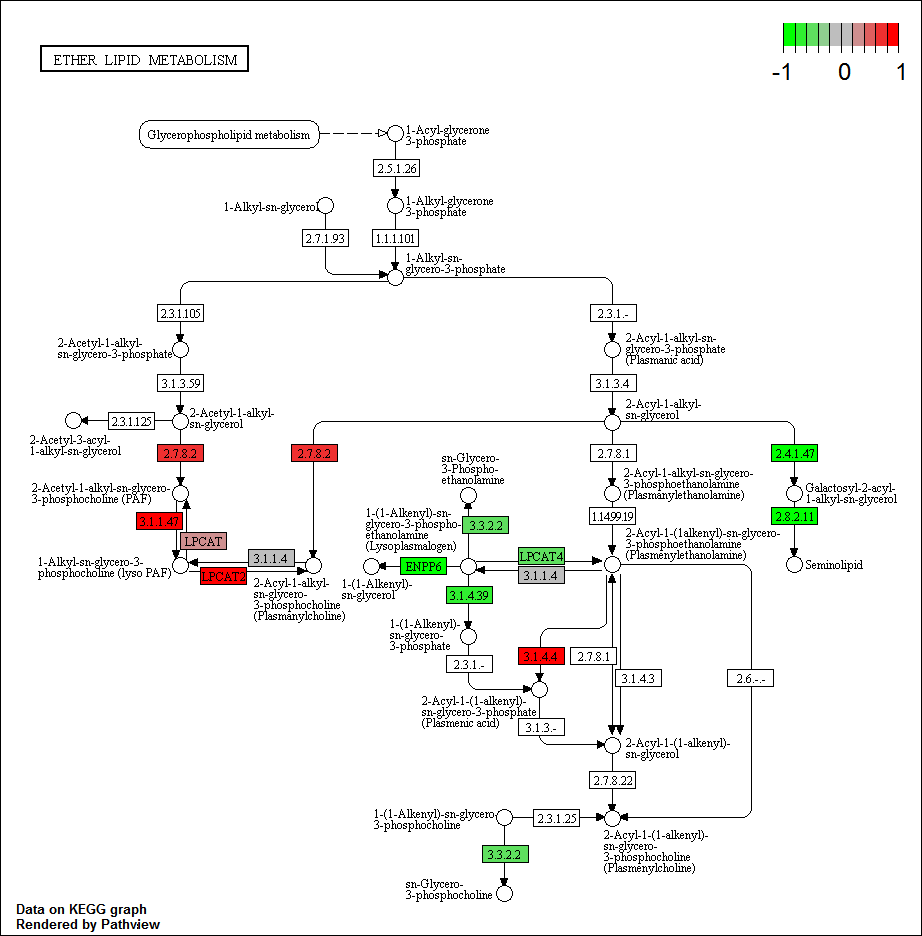 ETHER LIPID METABOLISM
-1 0 1
Glycerophospholipid metabolism
1-Acyl-glycerone
3-phosphate
2.5.1.26
1-Alkyl-sn-glycerol
1-Alkyl-glycerone
3-phosphate
2.7.1.93
1.1.1.101
1-Alkyl-sn-
glycero-3-phosphate
2.3.1.105
2.3.1.-
2-Acetyl-1-alkyl-
sn-glycero-3-phosphate
2-Acyl-1-alkyl-sn-
glycero-3-phosphate
(Plasmanic acid)
3.1.3.59
3.1.3.4
2.3.1.125
2-Acetyl-1-alkyl-
sn-glycerol
2-Acyl-1-alkyl-
sn-glycerol
2-Acetyl-3-acyl-
1-alkyl-sn-glycerol
2.7.8.2
2.7.8.2
2.7.8.1
2.4.1.47
sn-Glycero-
3-Phospho-
ethanolamine
2-Acetyl-1-alkyl-sn-glycero-
3-phosphocholine (PAF)
2-Acyl-1-alkyl-sn-glycero-
3-phosphoethanolamine
(Plasmanylethanolamine)
Galactosyl-2-acyl-
1-alkyl-sn-glycerol
3.1.1.47
1-(1-Alkenyl)-sn-
glycero-3-phospho-
ethanolamine
(Lysoplasmalogen)
3.3.2.2
1.14.99.19
2.8.2.11
LPCAT
2-Acyl-1-(1alkenyl)-sn-glycero-
3-phosphoethanolamine
(Plasmenylethanolamine)
3.1.1.4
LPCAT4
1-Alkyl-sn-glycero-3-
phosphocholine (lyso PAF)
LPCAT2
ENPP6
3.1.1.4
Seminolipid
2-Acyl-1-alkyl-
sn-glycero-
3-phosphocholine
(Plasmanylcholine)
1-(1-Alkenyl)-
sn-glycerol
3.1.4.39
1-(1-Alkenyl)-
sn-glycero-
3-phosphate
2.3.1.-
3.1.4.4
2.7.8.1
3.1.4.3
2.6.-.-
2-Acyl-1-(1-alkenyl)-
sn-glycero-3-phosphate
(Plasmenic acid)
3.1.3.-
2-Acyl-1-(1-alkenyl)-
sn-glycerol
2.7.8.22
1-(1-Alkenyl)-sn-glycero-
3-phosphocholine
2.3.1.25
2-Acyl-1-(1-alkenyl)-
sn-glycero-
3-phosphocholine
(Plasmenylcholine)
3.3.2.2
sn-Glycero-
3-phosphocholine
Data on KEGG graph
Rendered by Pathview